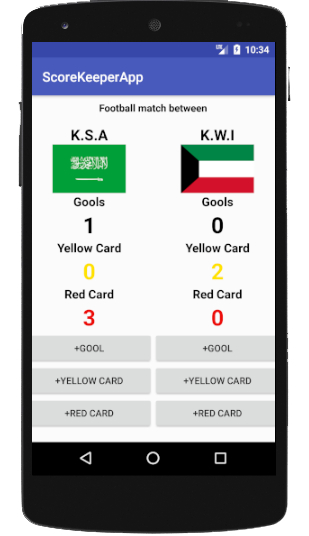 10:34
ScoreKeeperApp
Football match between
K.S.A K.W.I
Gools Gools
1 0
Yellow Card Yellow Card
0 2
Red Card Red Card
3 0
+GOOL +GOOL
+YELLOW CARD +YELLOW CARD
+RED CARD +RED CARD